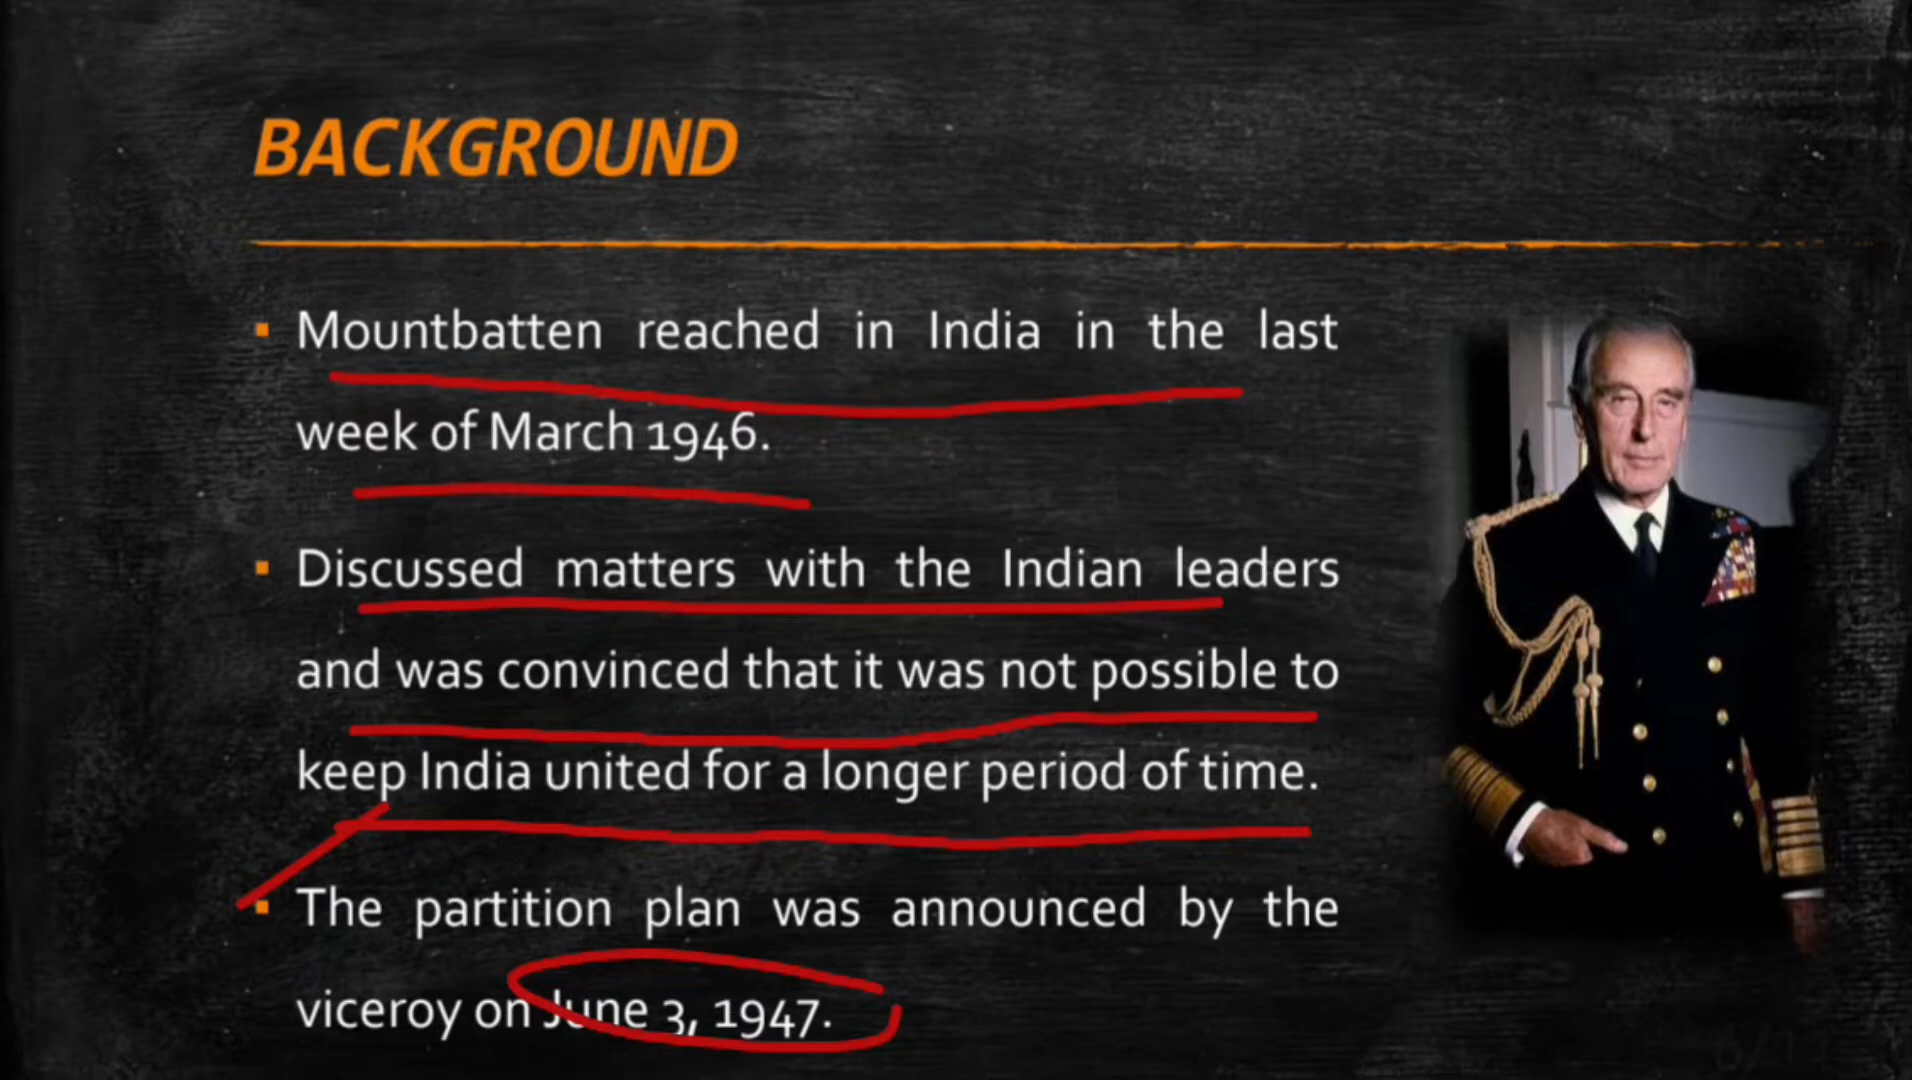 BACKGROUND
▪ Mountbatten reached in India in the last
week of March 1946.
▪ Discussed matters with the Indian leaders
and was convinced that it was not possible to
keep India united for a longer period of time.
▪ The partition plan was announced by the
viceroy on June 3, 1947.